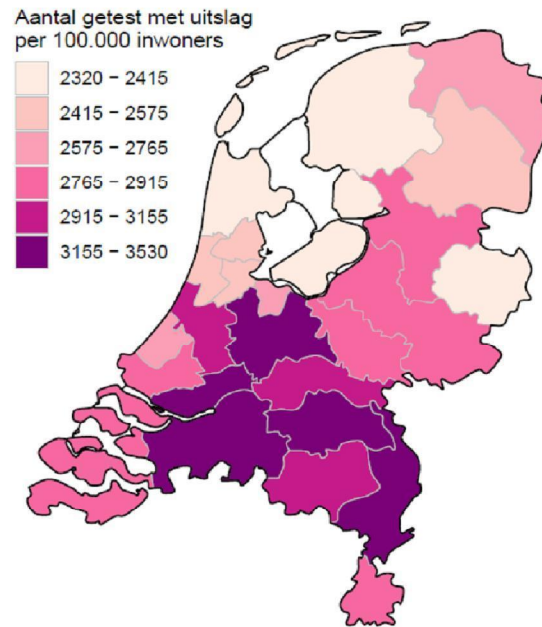 Aantal getest met uitslag
per 100.000 inwoners
2320 – 2415
2415 – 2575
2575 – 2765
2765 – 2915
2915 – 3155
3155 – 3530